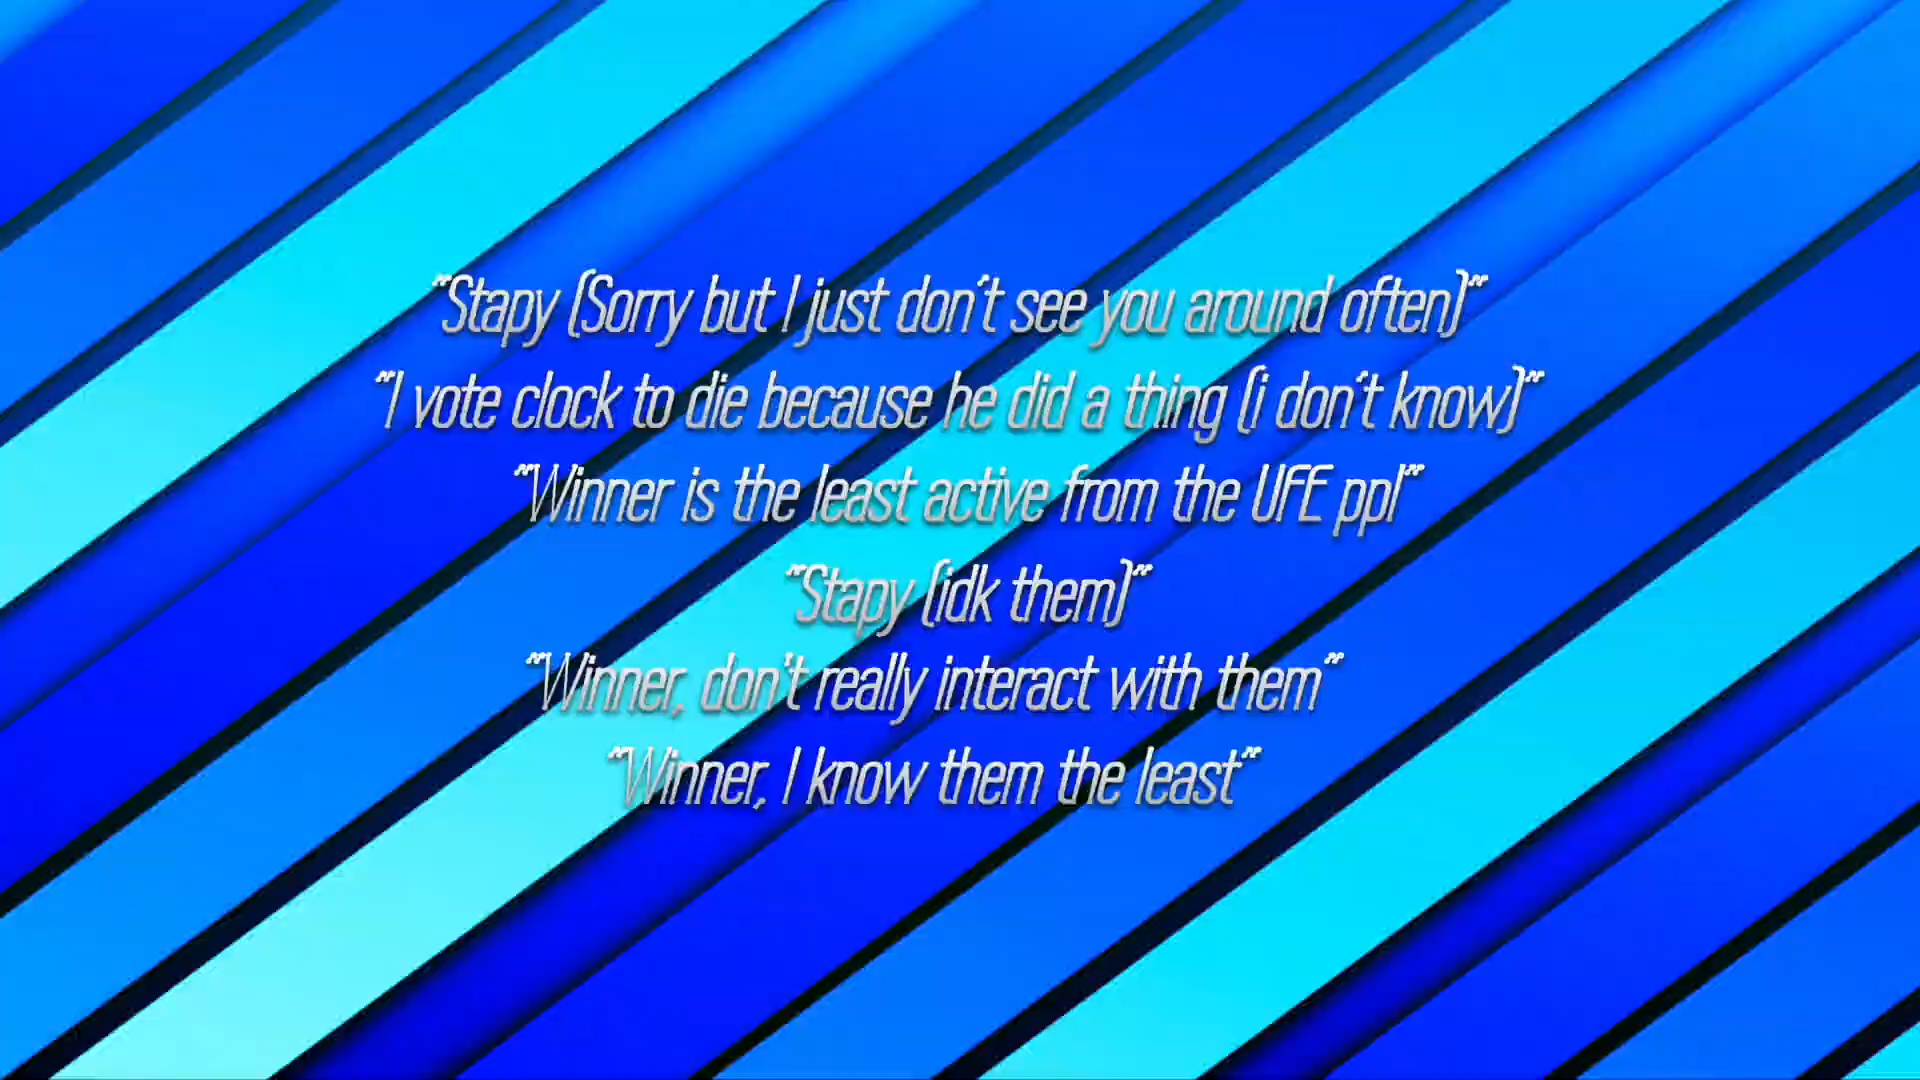 "Stapy (Sorry but I just don't see you around often)"
"I vote clock to die because he did a thing (i don't know)"
"Winner is the least active from the UFE ppl"
"Stapy (idk them)"
"Winner, don't really interact with them"
"Winner, I know them the least"